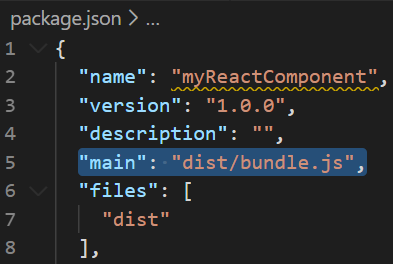 package.json > ...
1 {
2 "name": "myReactComponent",
3 "version": "1.0.0",
4 "description": "",
5 "main": "dist/bundle.js",
6 "files": [
7 "dist"
8 ],